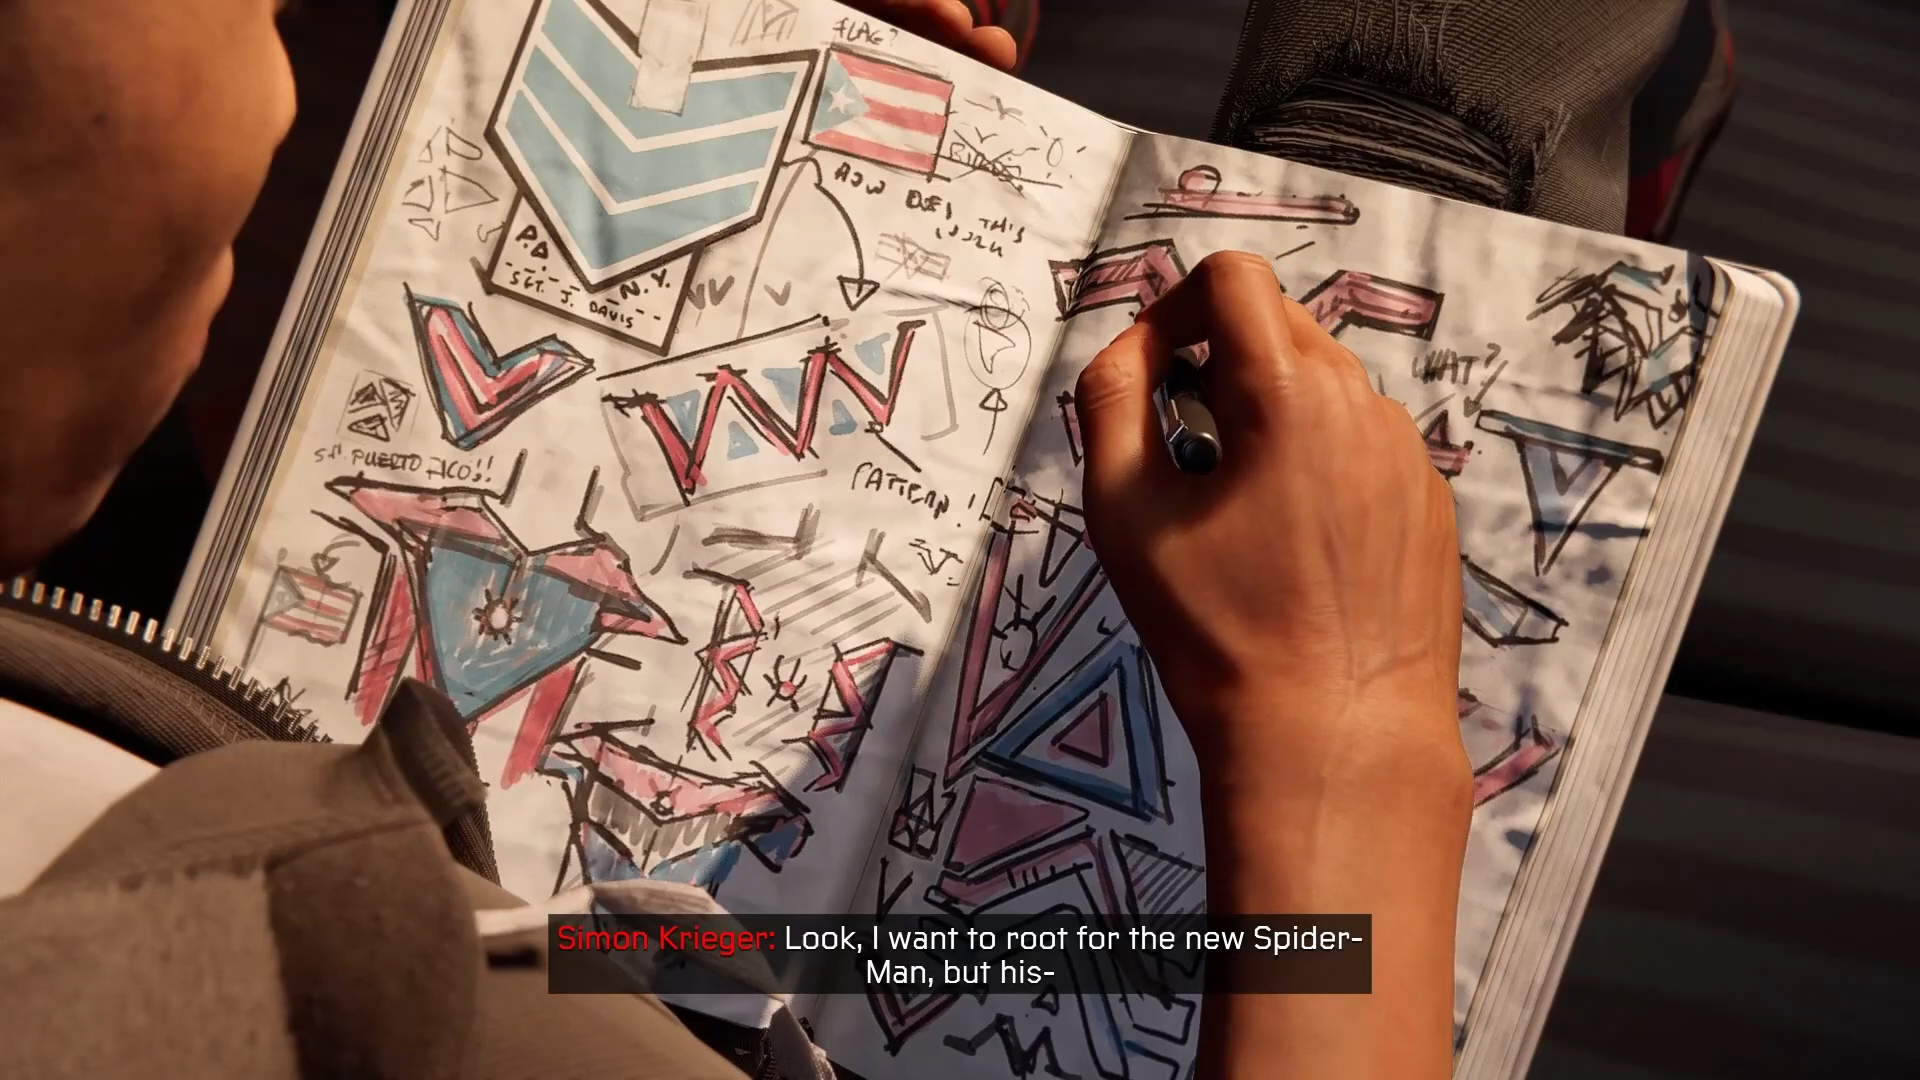 FLAG?
P.D. N.Y.
SGT. J. DAVIS
PUERTO RICO!!
PATTERN!
WHAT?
Simon Krieger: Look, I want to root for the new Spider-
Man, but his-